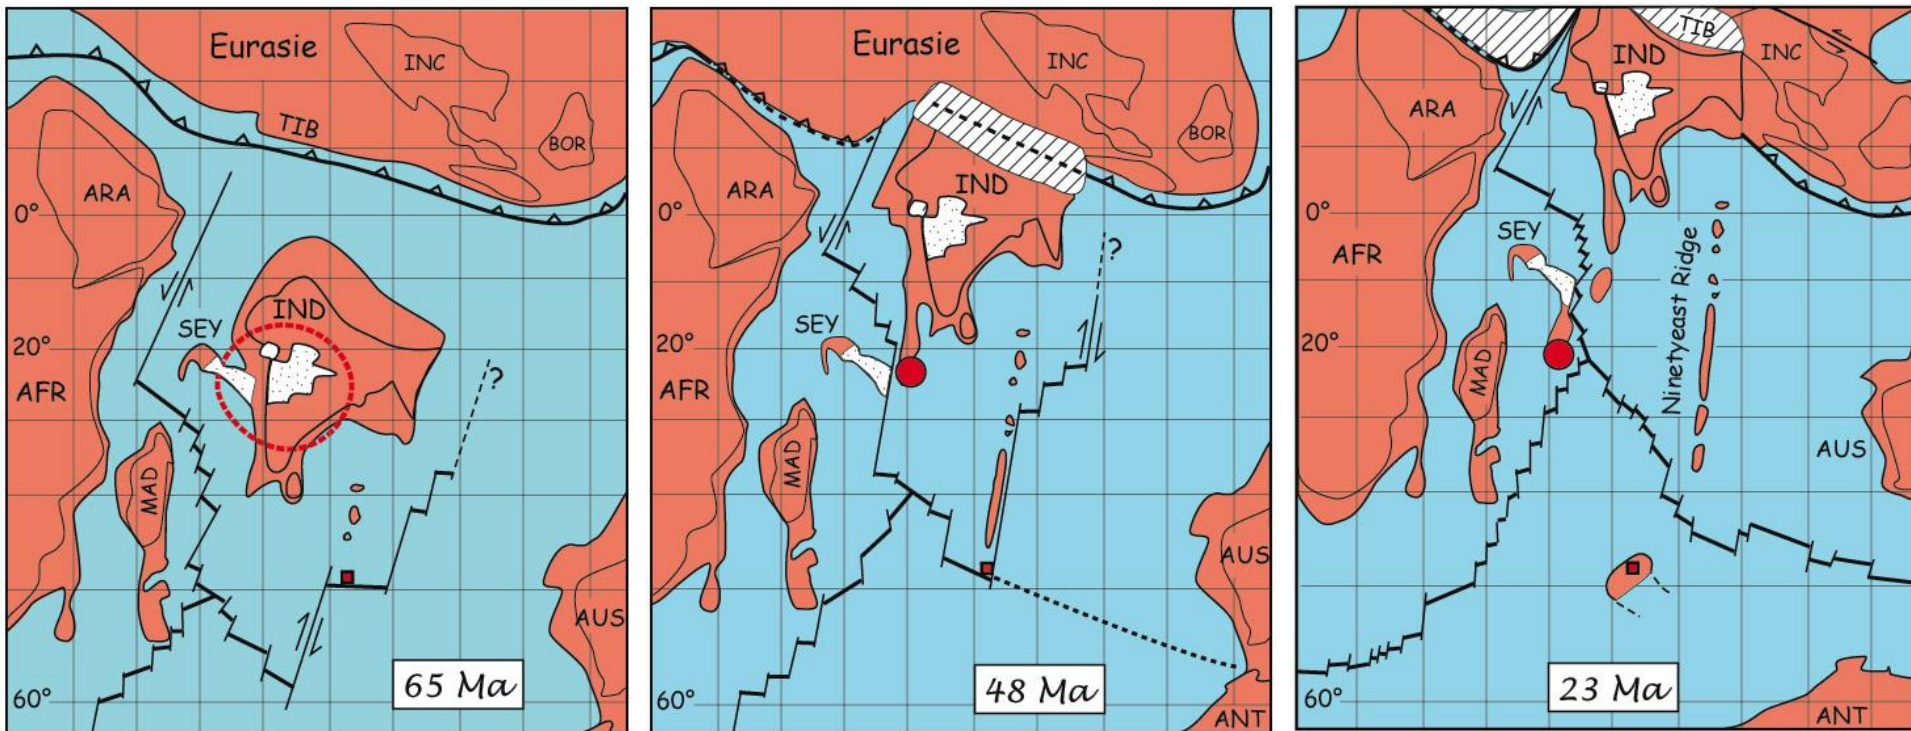 Eurasie
INC
TIB
BOR
ARA
0°
IND
SEY
20°
AFR
?
MAD
AUS
65 Ma
60°
Eurasie
INC
BOR
ARA
IND
0°
?
SEY
20°
AFR
MAD
AUS
48 Ma
60°
ANT
TIB
IND
INC
ARA
0°
SEY
AFR
Ninetyeast Ridge
20°
MAD
AUS
23 Ma
60°
ANT